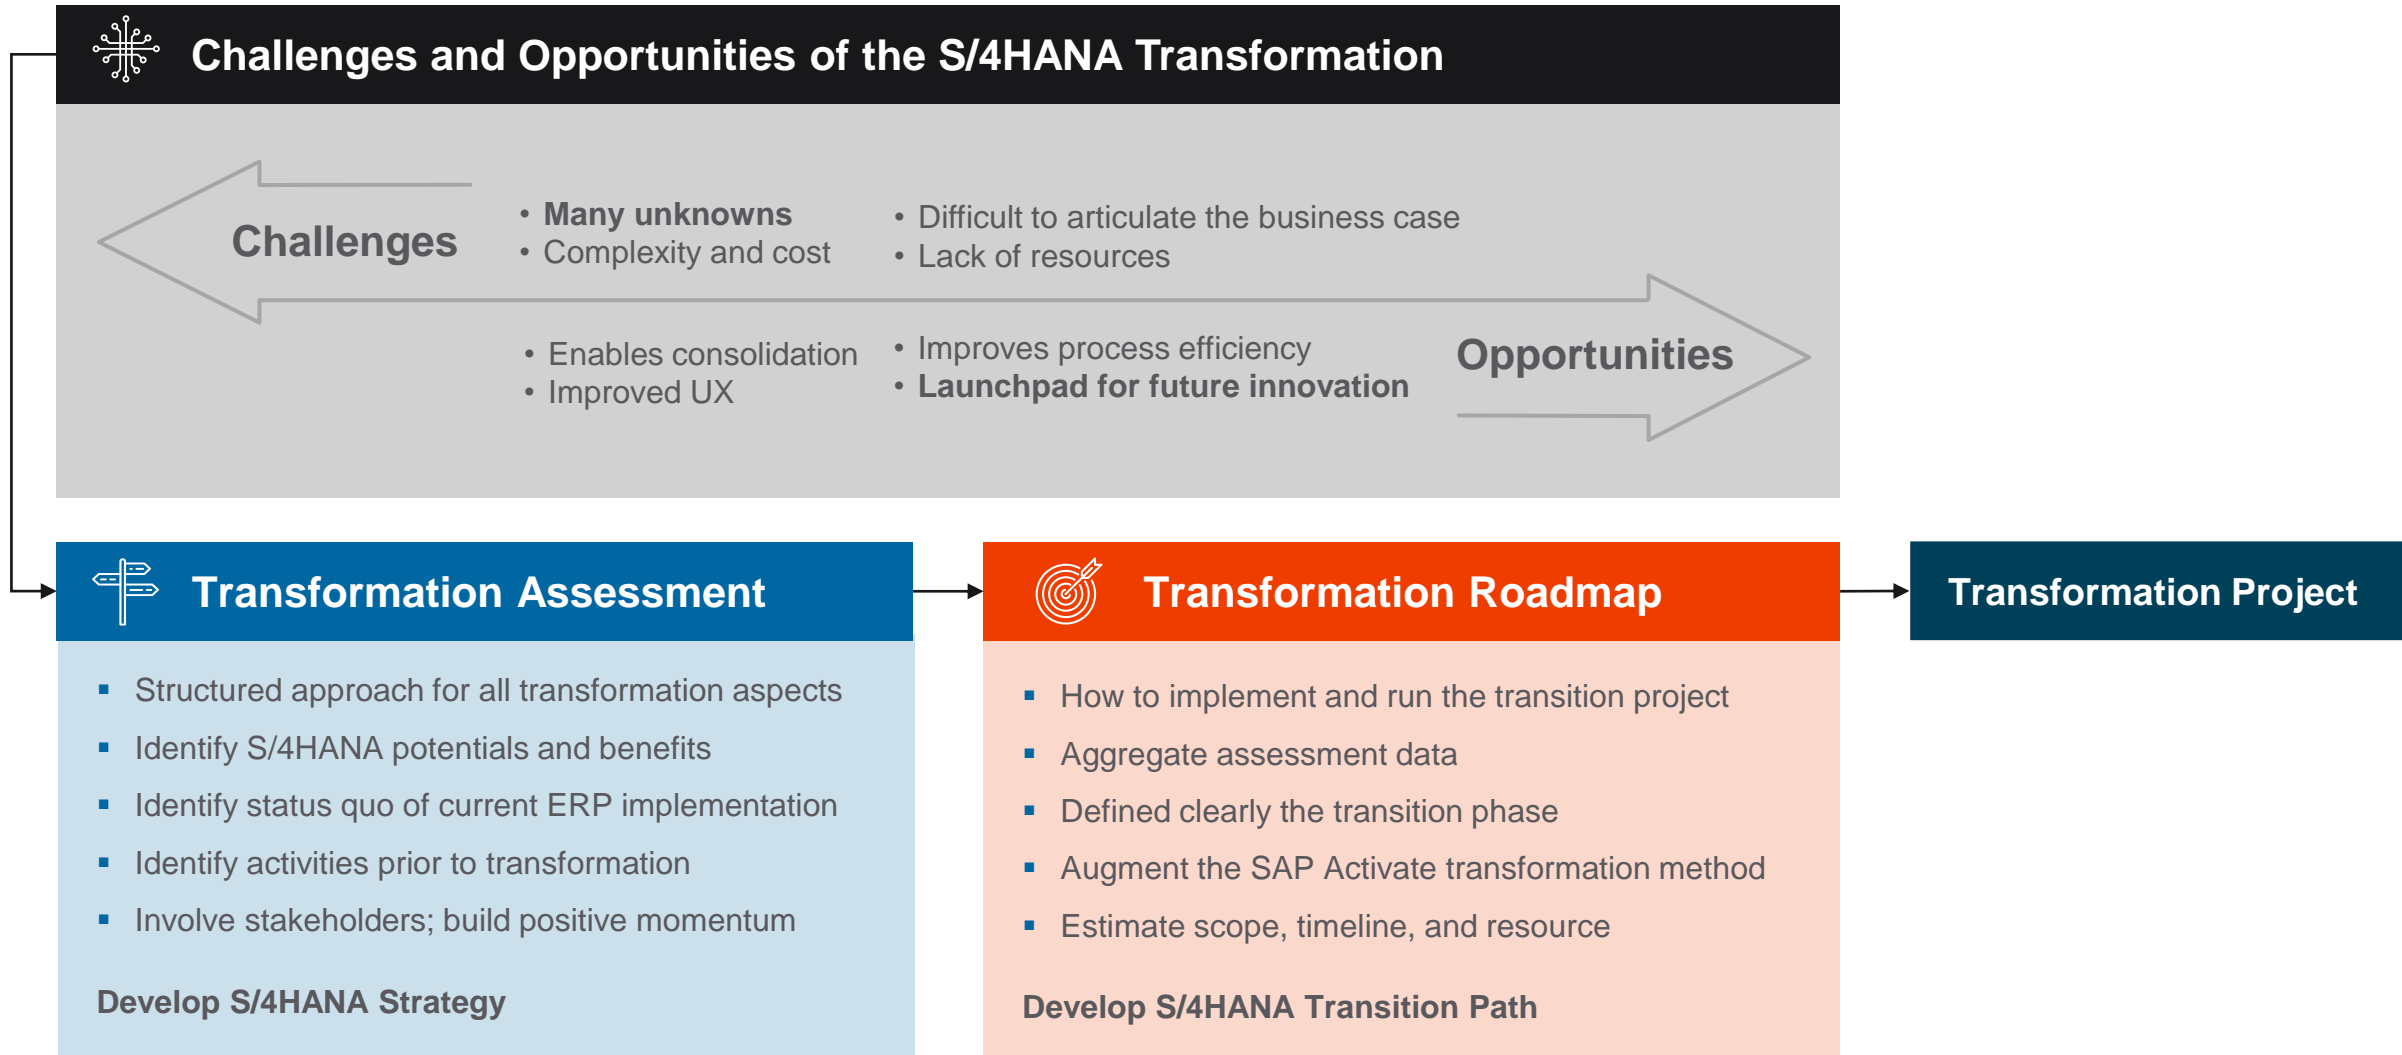 Challenges and Opportunities of the S/4HANA Transformation
Challenges
• Many unknowns
• Complexity and cost
• Difficult to articulate the business case
• Lack of resources
• Enables consolidation
• Improved UX
• Improves process efficiency
• Launchpad for future innovation
Opportunities
Transformation Assessment
▪ Structured approach for all transformation aspects
▪ Identify S/4HANA potentials and benefits
▪ Identify status quo of current ERP implementation
▪ Identify activities prior to transformation
▪ Involve stakeholders; build positive momentum
Develop S/4HANA Strategy
Transformation Roadmap
▪ How to implement and run the transition project
▪ Aggregate assessment data
▪ Defined clearly the transition phase
▪ Augment the SAP Activate transformation method
▪ Estimate scope, timeline, and resource
Develop S/4HANA Transition Path
Transformation Project